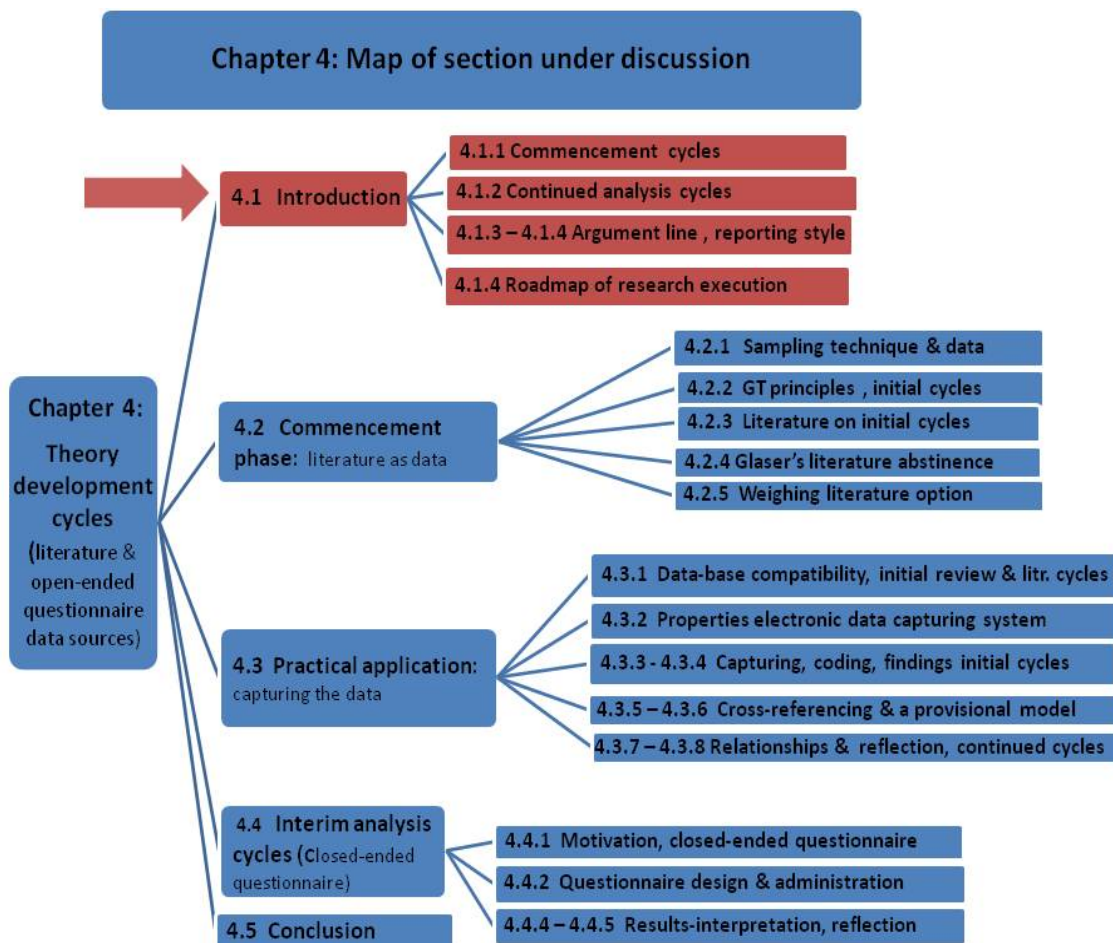 Chapter 4: Map of section under discussion
4.1 Introduction
4.1.1 Commencement cycles
4.1.2 Continued analysis cycles
4.1.3 – 4.1.4 Argument line , reporting style
4.1.4 Roadmap of research execution
Chapter 4:
Theory
development
cycles
(literature &
open-ended
questionnaire
data sources)
4.2 Commencement
phase: literature as data
4.2.1 Sampling technique & data
4.2.2 GT principles , initial cycles
4.2.3 Literature on initial cycles
4.2.4 Glaser's literature abstinence
4.2.5 Weighing literature option
4.3 Practical application:
capturing the data
4.3.1 Data-base compatibility, initial review & litr. cycles
4.3.2 Properties electronic data capturing system
4.3.3 - 4.3.4 Capturing, coding, findings initial cycles
4.3.5 – 4.3.6 Cross-referencing & a provisional model
4.3.7 – 4.3.8 Relationships & reflection, continued cycles
4.4 Interim analysis
cycles (Closed-ended
questionnaire)
4.4.1 Motivation, closed-ended questionnaire
4.4.2 Questionnaire design & administration
4.4.4 – 4.4.5 Results-interpretation, reflection
4.5 Conclusion